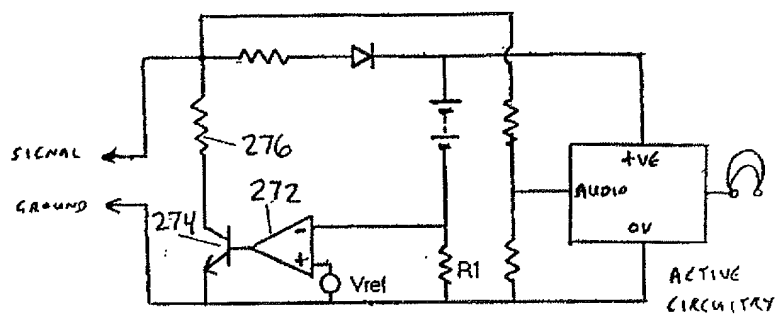 276
SIGNAL
+VE
272
AUDIO
GROUND
274
-
0V
+
R1
Vref
ACTIVE
CIRCUITRY